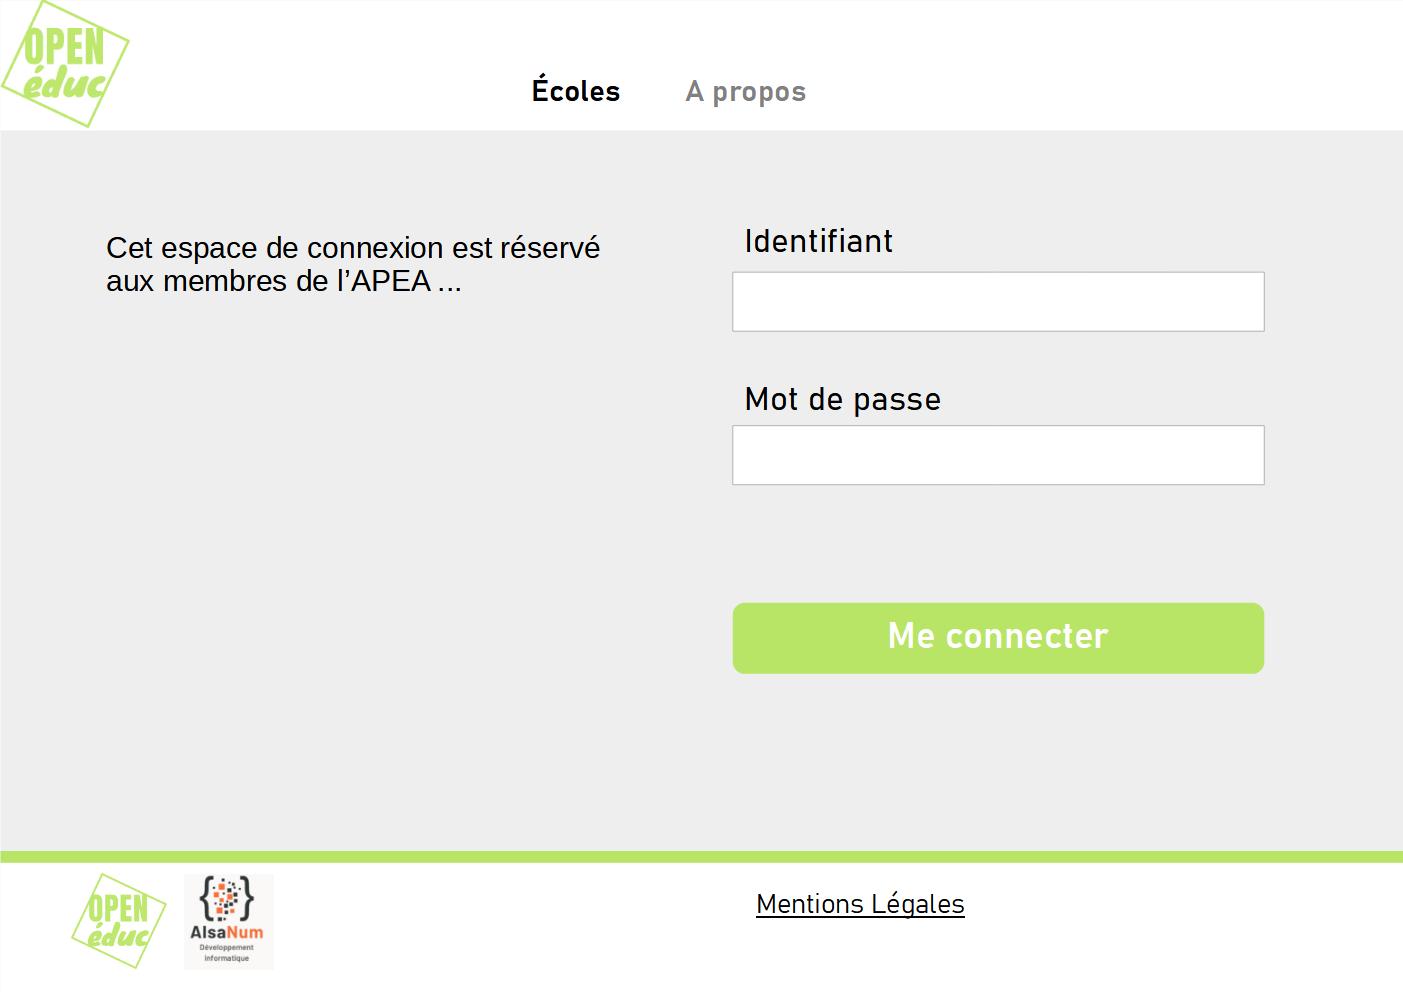 OPEN
éduc
Écoles A propos
Cet espace de connexion est réservé
aux membres de l’APEA ...
Identifiant
Mot de passe
Me connecter
OPEN
éduc
AlsaNum
Développement
informatique
Mentions Légales